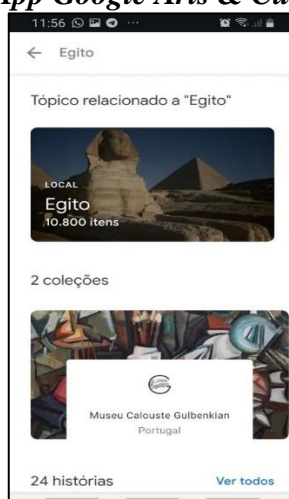 App Google Arts & Cu
11:56
Egito
Tópico relacionado a "Egito"
LOCAL
Egito
10.800 itens
2 coleções
Museu Calouste Gulbenkian
Portugal
24 histórias Ver todos